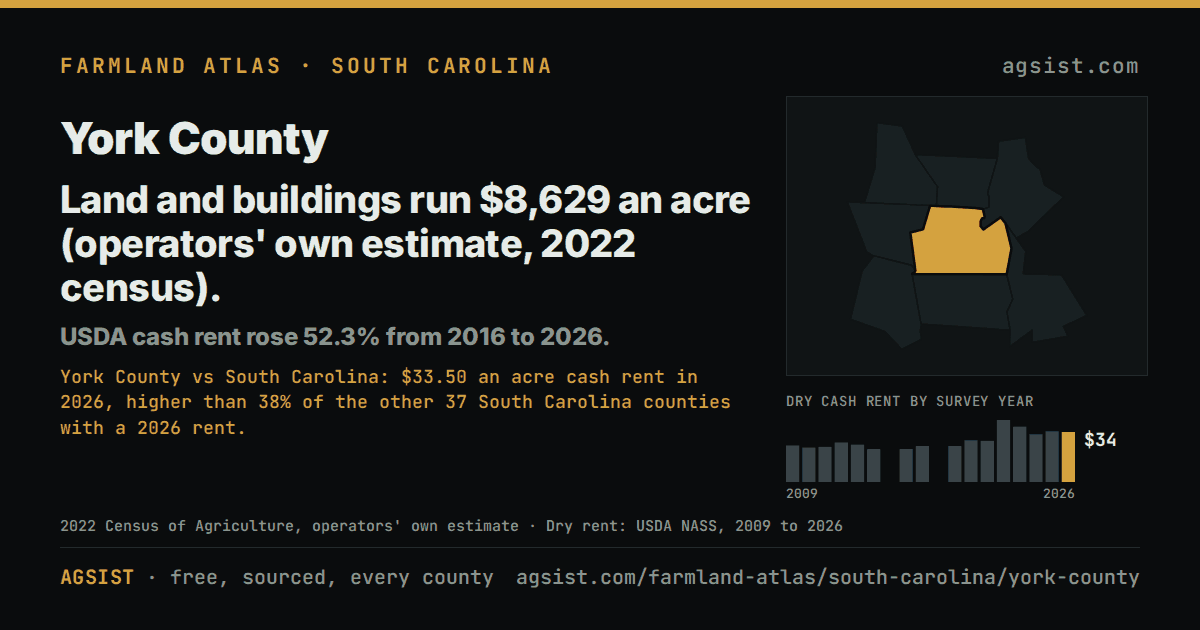 FARMLAND ATLAS · SOUTH CAROLINA
agsist.com
York County
Land and buildings run $8,629 an acre
(operators' own estimate, 2022
census).
USDA cash rent rose 52.3% from 2016 to 2026.
York County vs South Carolina: $33.50 an acre cash rent in
2026, higher than 38% of the other 37 South Carolina counties
with a 2026 rent.
DRY CASH RENT BY SURVEY YEAR
$34
2009
2026
2022 Census of Agriculture, operators' own estimate · Dry rent: USDA NASS, 2009 to 2026
AGSIST · free, sourced, every county
agsist.com/farmland-atlas/south-carolina/york-county